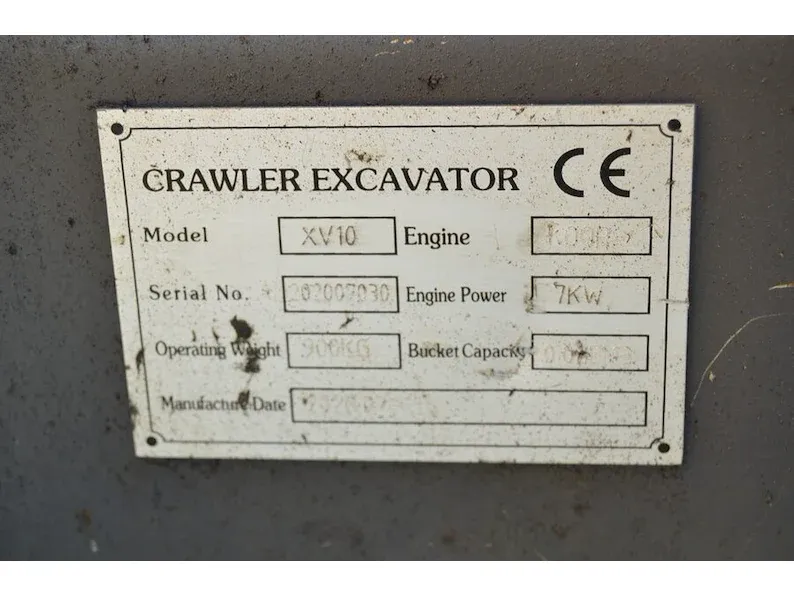 CRAWLER EXCAVATOR CE
Model XV10 Engine
Serial No. 202007030 Engine Power 7KW
Operating Weight 900KG Bucket Capacity
Manufacture Date